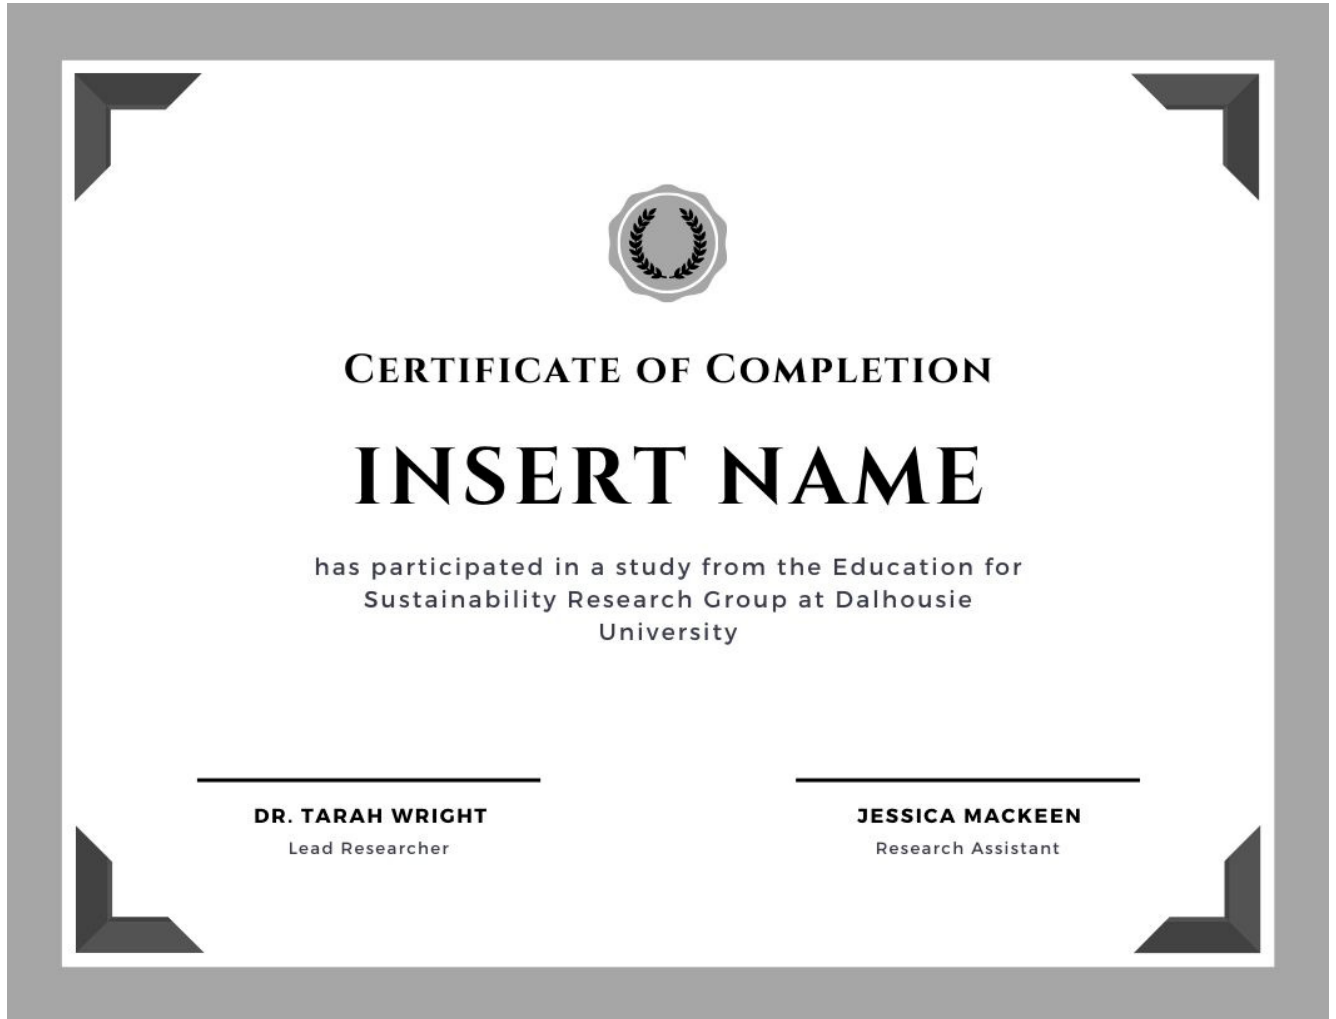 CERTIFICATE OF COMPLETION
INSERT NAME
has participated in a study from the Education for
Sustainability Research Group at Dalhousie
University
DR. TARAH WRIGHT
Lead Researcher
JESSICA MACKEEN
Research Assistant